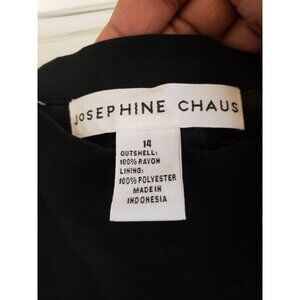 JoSEPHINE CHAUS
14
OUTSHELL:
100% RAYON
LINING:
100% POLYESTER
MADE IN
INDONESIA